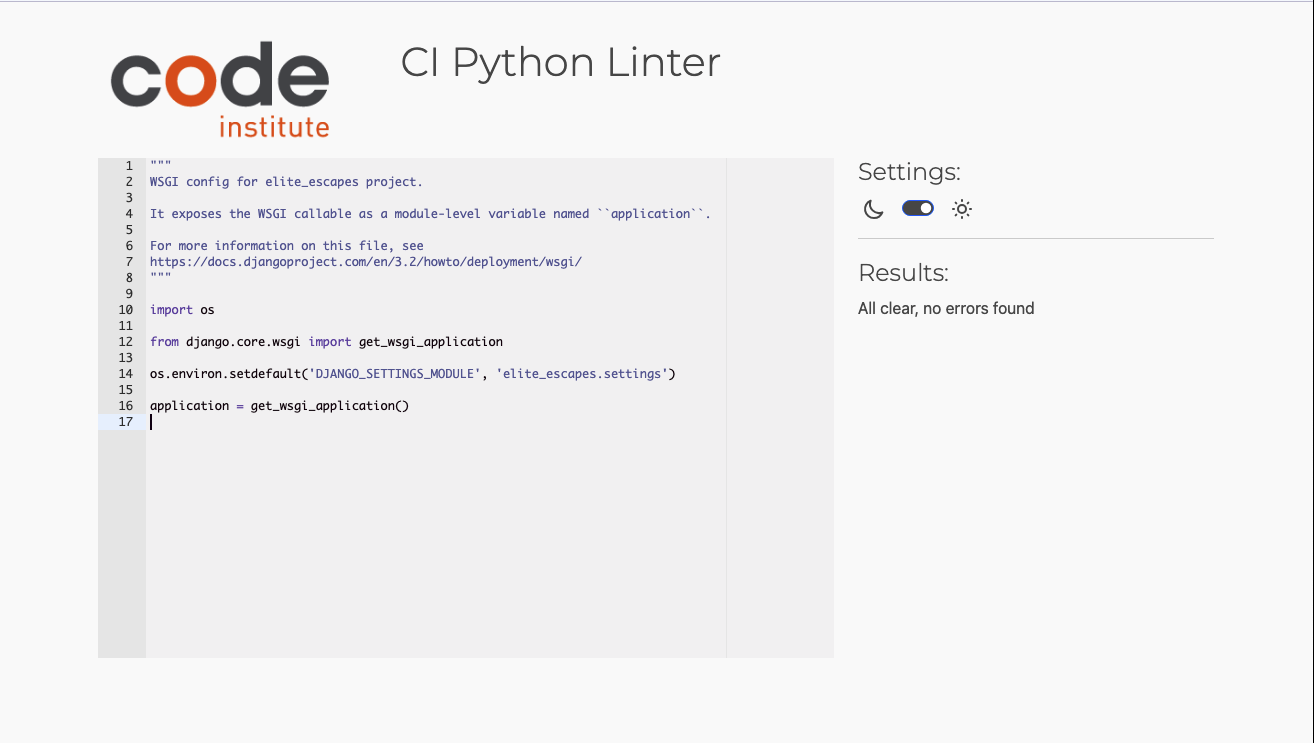 code
institute
CI Python Linter
1 """
2 WSGI config for elite_escapes project.
3
4 It exposes the WSGI callable as a module-level variable named ``application``.
5
6 For more information on this file, see
7 https://docs.djangoproject.com/en/3.2/howto/deployment/wsgi/
8 """
9
10 import os
11
12 from django.core.wsgi import get_wsgi_application
13
14 os.environ.setdefault('DJANGO_SETTINGS_MODULE', 'elite_escapes.settings')
15
16 application = get_wsgi_application()
17
Settings:
Results:
All clear, no errors found